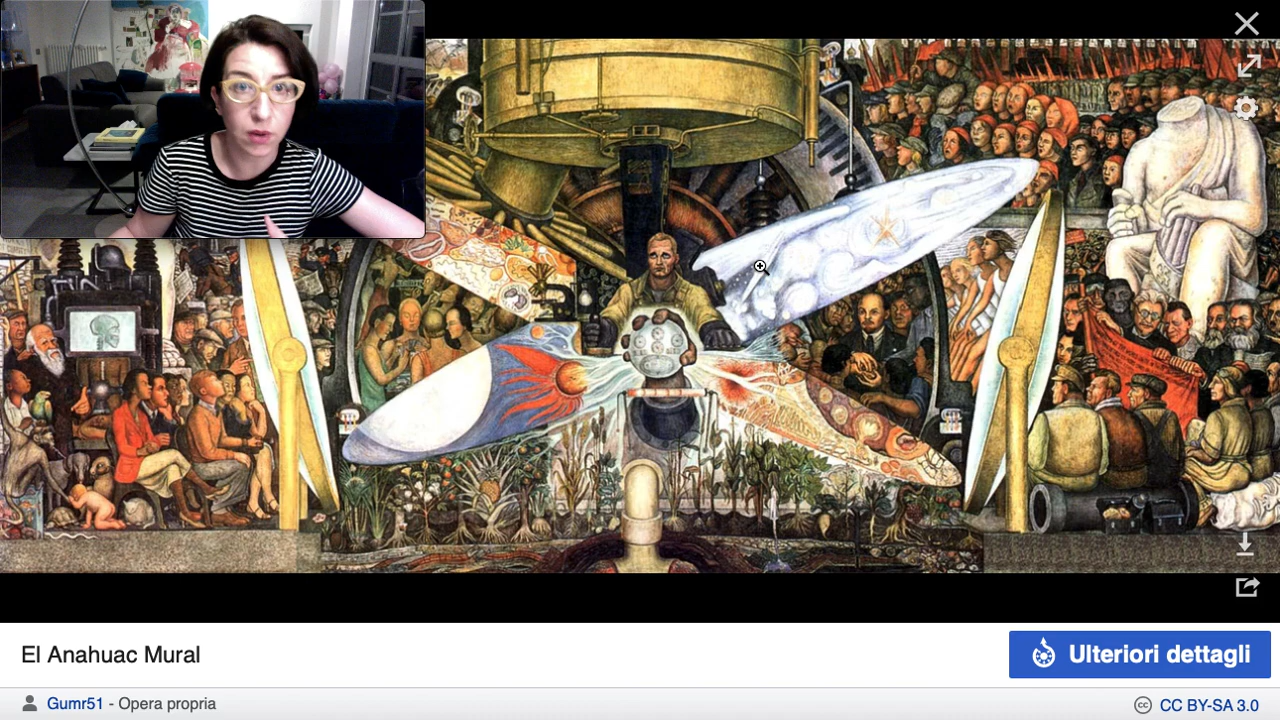 El Anahuac Mural
Ulteriori dettagli
Gumr51 - Opera propria
CC BY-SA 3.0